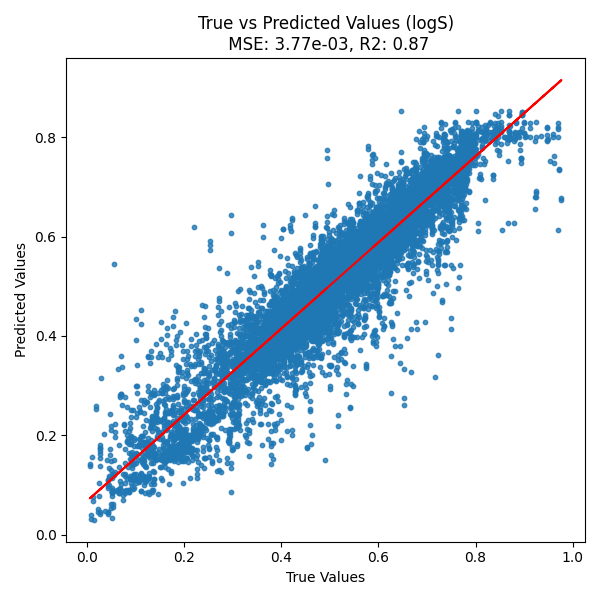 True vs Predicted Values (logS)
MSE: 3.77e-03, R2: 0.87
Predicted Values
0.8
0.6
0.4
0.2
0.0
0.0 0.2 0.4 0.6 0.8 1.0
True Values